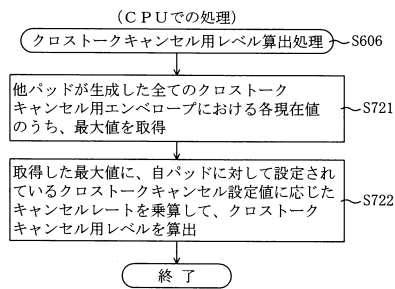 (CPUでの処理)
クロストークキャンセル用レベル算出処理
S606
他パッドが生成した全てのクロストーク
キャンセル用エンベロープにおける各現在値
のうち、最大値を取得
S721
取得した最大値に、自パッドに対して設定され
ているクロストークキャンセル設定値に応じた
キャンセルレートを乗算して、クロストーク
キャンセル用レベルを算出
S722
終了